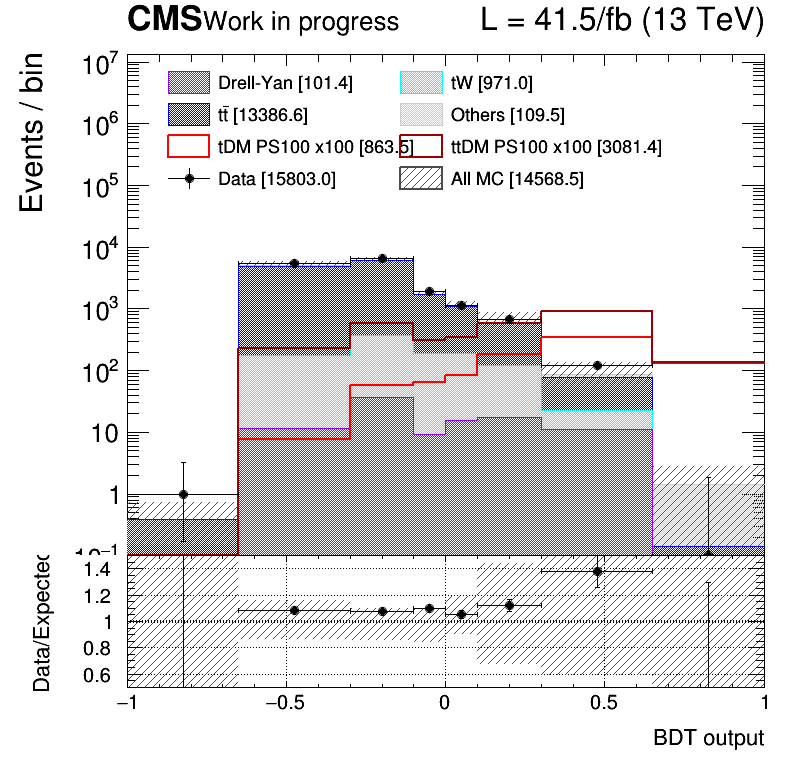 CMS Work in progress L = 41.5/fb (13 TeV)
Events / bin
10⁷
10⁶
10⁵
10⁴
10³
10²
10
1
10⁻¹
Drell-Yan [101.4] tW [971.0]
tt̄ [13386.6] Others [109.5]
tDM PS100 x100 [863.5] ttDM PS100 x100 [3081.4]
Data [15803.0] All MC [14568.5]
Data/Expected
1.4
1.2
1
0.8
0.6
−1 −0.5 0 0.5 1
BDT output